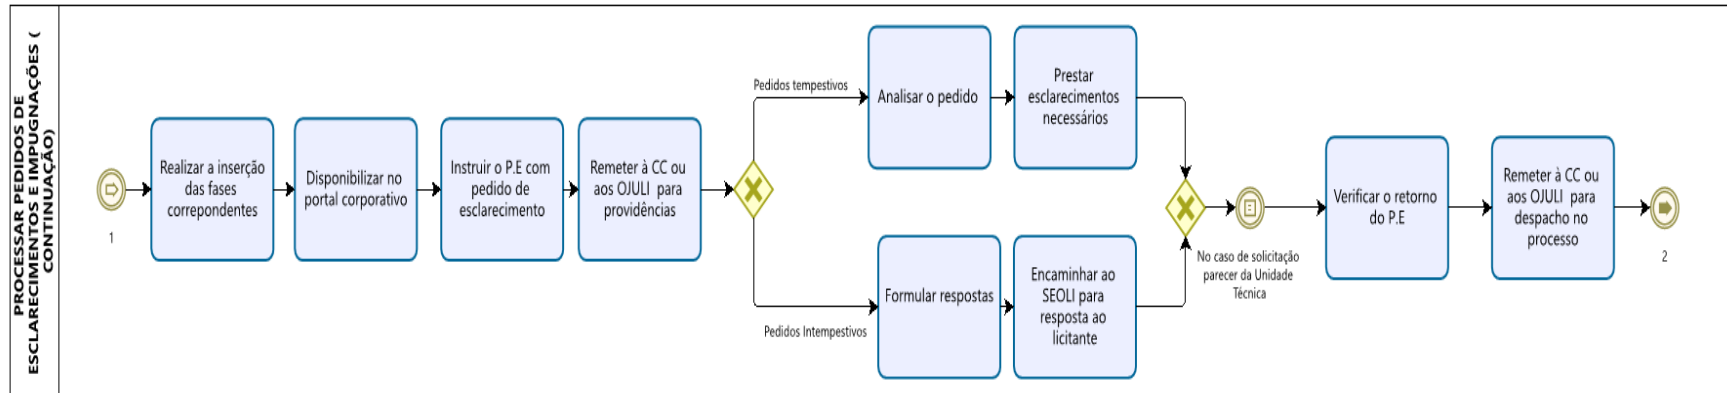 PROCESSAR PEDIDOS DE
ESCLARECIMENTOS E IMPUGNAÇÕES (
CONTINUAÇÃO)
1
Realizar a inserção
das fases
correpondentes
Disponibilizar no
portal corporativo
Instruir o P.E com
pedido de
esclarecimento
Remeter à CC ou
aos OJULI para
providências
Pedidos tempestivos
Analisar o pedido
Prestar
esclarecimentos
necessários
Pedidos Intempestivos
Formular respostas
Encaminhar ao
SEOLI para
resposta ao
licitante
No caso de solicitação
parecer da Unidade
Técnica
Verificar o retorno
do P.E
Remeter à CC ou
aos OJULI para
despacho no
processo
2